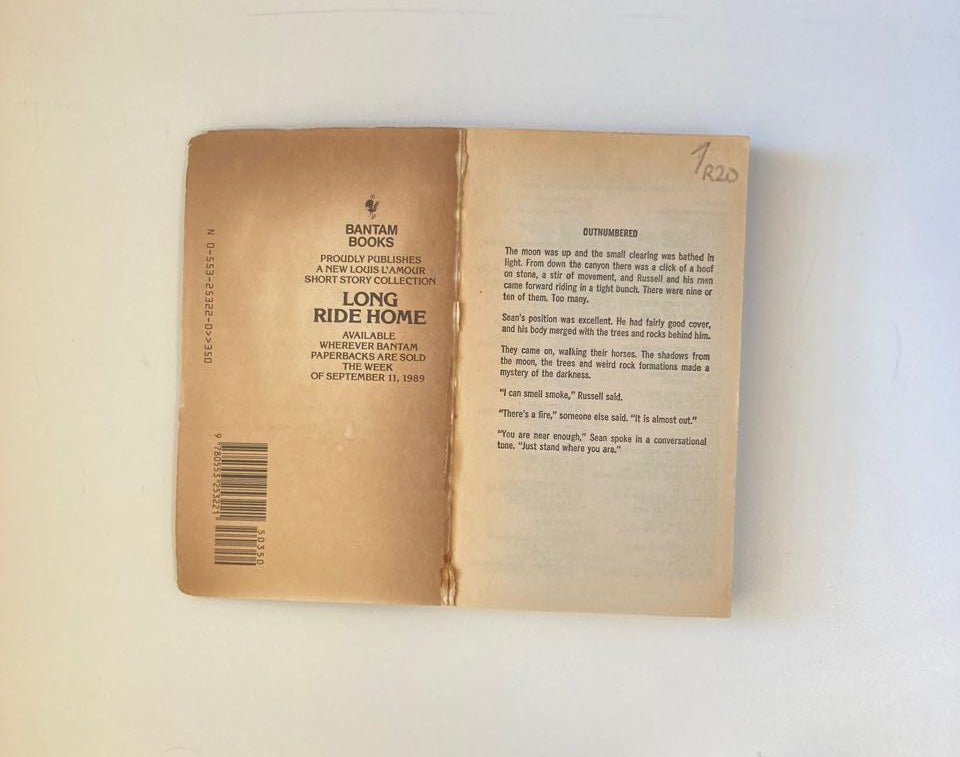 N 0-553-25322-0>>350
9 780553 253221
50350
BANTAM
BOOKS
PROUDLY PUBLISHES
A NEW LOUIS L'AMOUR
SHORT STORY COLLECTION
LONG
RIDE HOME
AVAILABLE
WHEREVER BANTAM
PAPERBACKS ARE SOLD
THE WEEK
OF SEPTEMBER 11, 1989
1
R20
OUTNUMBERED
The moon was up and the small clearing was bathed in
light. From down the canyon there was a click of a hoof
on stone, a stir of movement, and Russell and his men
came forward riding in a tight bunch. There were nine or
ten of them. Too many.
Sean's position was excellent. He had fairly good cover,
and his body merged with the trees and rocks behind him.
They came on, walking their horses. The shadows from
the moon, the trees and weird rock formations made a
mystery of the darkness.
"I can smell smoke," Russell said.
"There's a fire," someone else said. "It is almost out."
"You are near enough," Sean spoke in a conversational
tone. "Just stand where you are."